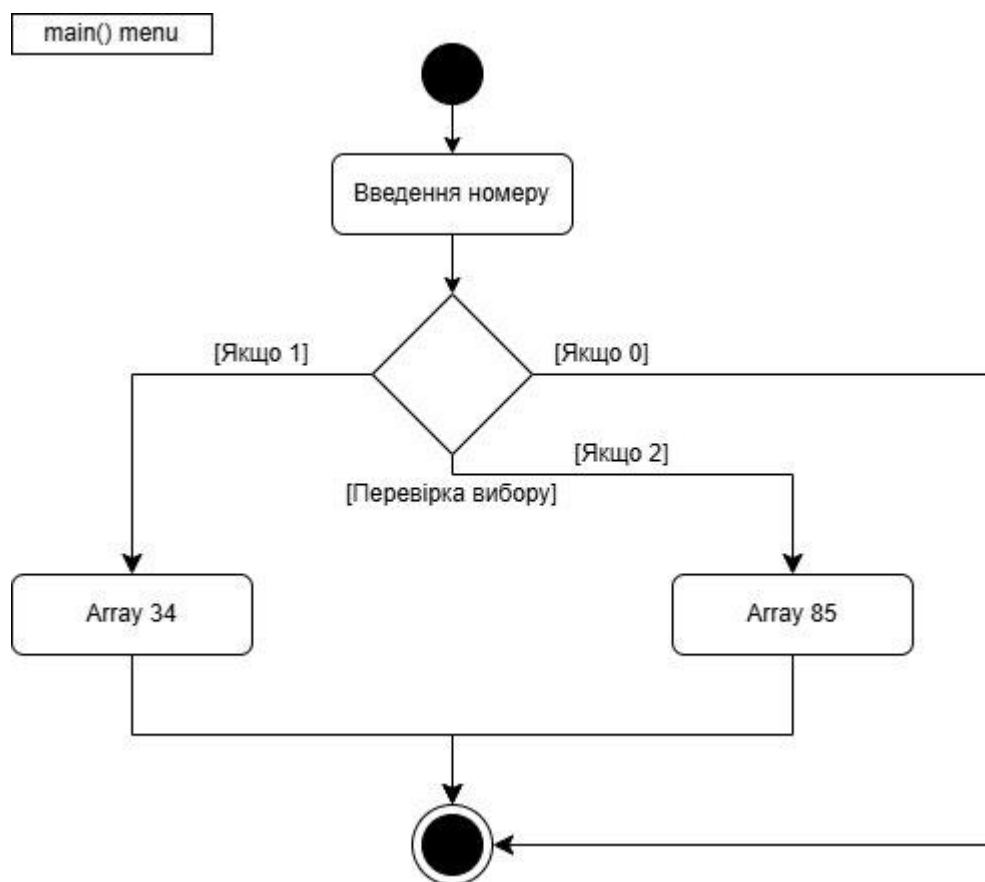 main() menu
Введення номеру
[Якщо 1]
[Якщо 0]
[Якщо 2]
[Перевірка вибору]
Array 34
Array 85